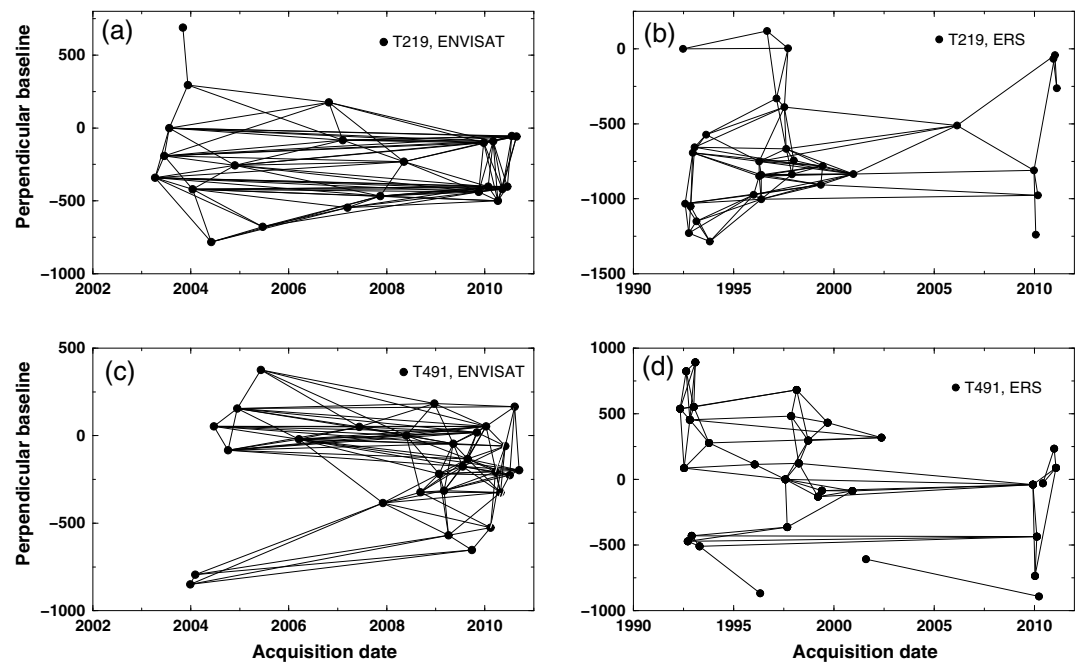 (a)
T219, ENVISAT
Perpendicular baseline
500
0
−500
−1000
2002 2004 2006 2008 2010
(b)
T219, ERS
0
−500
−1000
−1500
1990 1995 2000 2005 2010
(c)
T491, ENVISAT
Perpendicular baseline
500
0
−500
−1000
2002 2004 2006 2008 2010
Acquisition date
(d)
T491, ERS
1000
500
0
−500
−1000
1990 1995 2000 2005 2010
Acquisition date